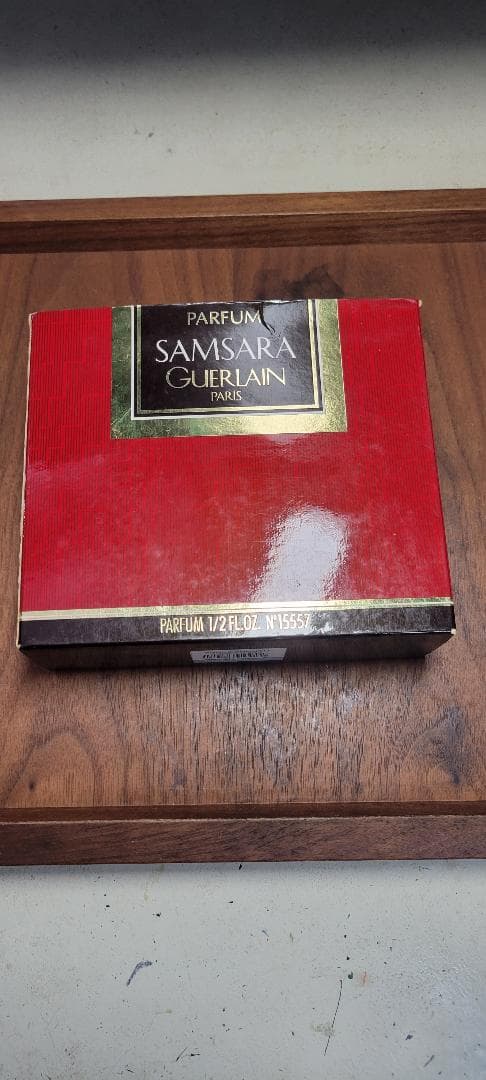 PARFUM
SAMSARA
GUERLAIN
PARIS
PARFUM 1/2 FL.OZ. N°15557